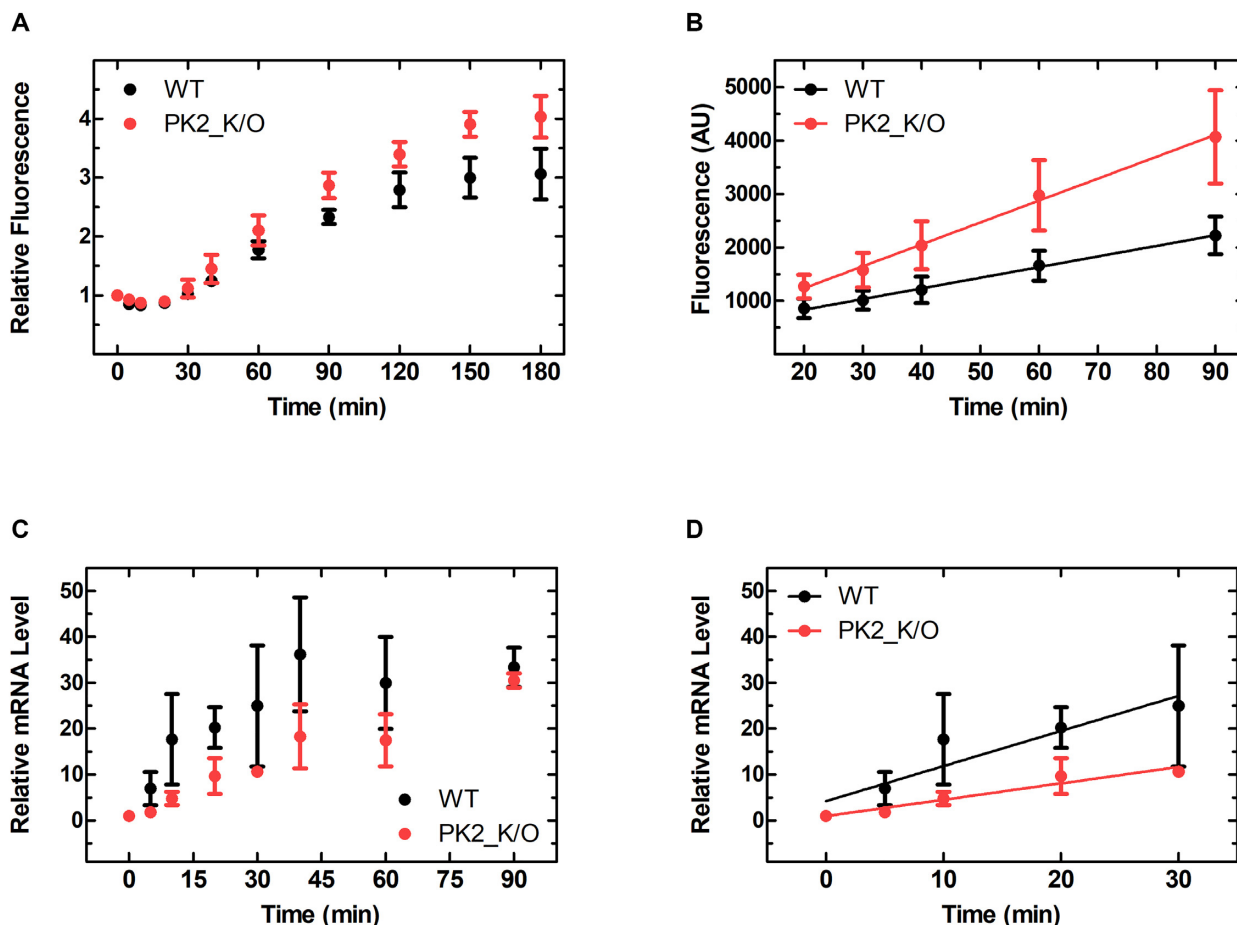 A
Relative Fluorescence
4
3
2
1
WT
PK2_K/O
0 30 60 90 120 150 180
Time (min)
B
Fluorescence (AU)
5000
4000
3000
2000
1000
WT
PK2_K/O
20 30 40 50 60 70 80 90
Time (min)
C
Relative mRNA Level
50
40
30
20
10
0
WT
PK2_K/O
0 15 30 45 60 75 90
Time (min)
D
Relative mRNA Level
50
40
30
20
10
0
WT
PK2_K/O
0 10 20 30
Time (min)